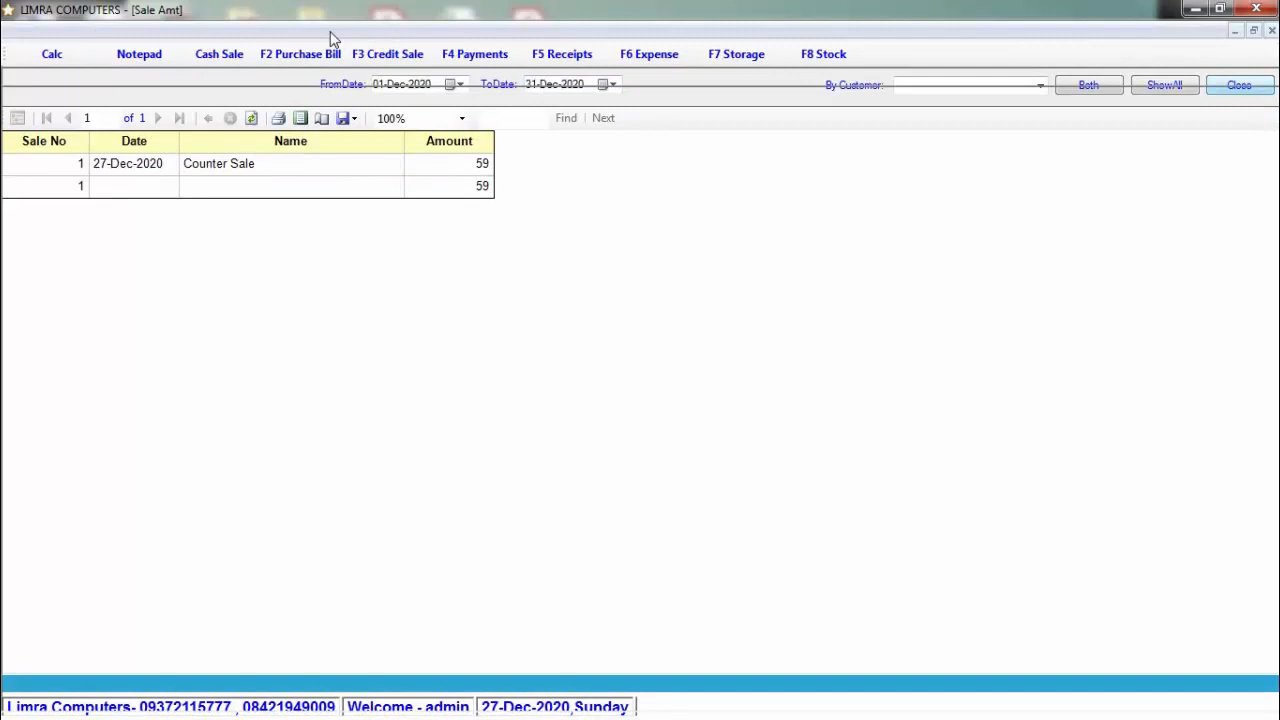 LIMRA COMPUTERS - [Sale Amt]
Calc Notepad Cash Sale F2 Purchase Bill F3 Credit Sale F4 Payments F5 Receipts F6 Expense F7 Storage F8 Stock
FromDate: 01-Dec-2020 ToDate: 31-Dec-2020 By Customer: Both ShowAll Close
1 of 1 100% Find Next
Sale No Date Name Amount
1 27-Dec-2020 Counter Sale 59
1 59
Limra Computers- 09372115777 , 08421949009 Welcome - admin 27-Dec-2020,Sunday